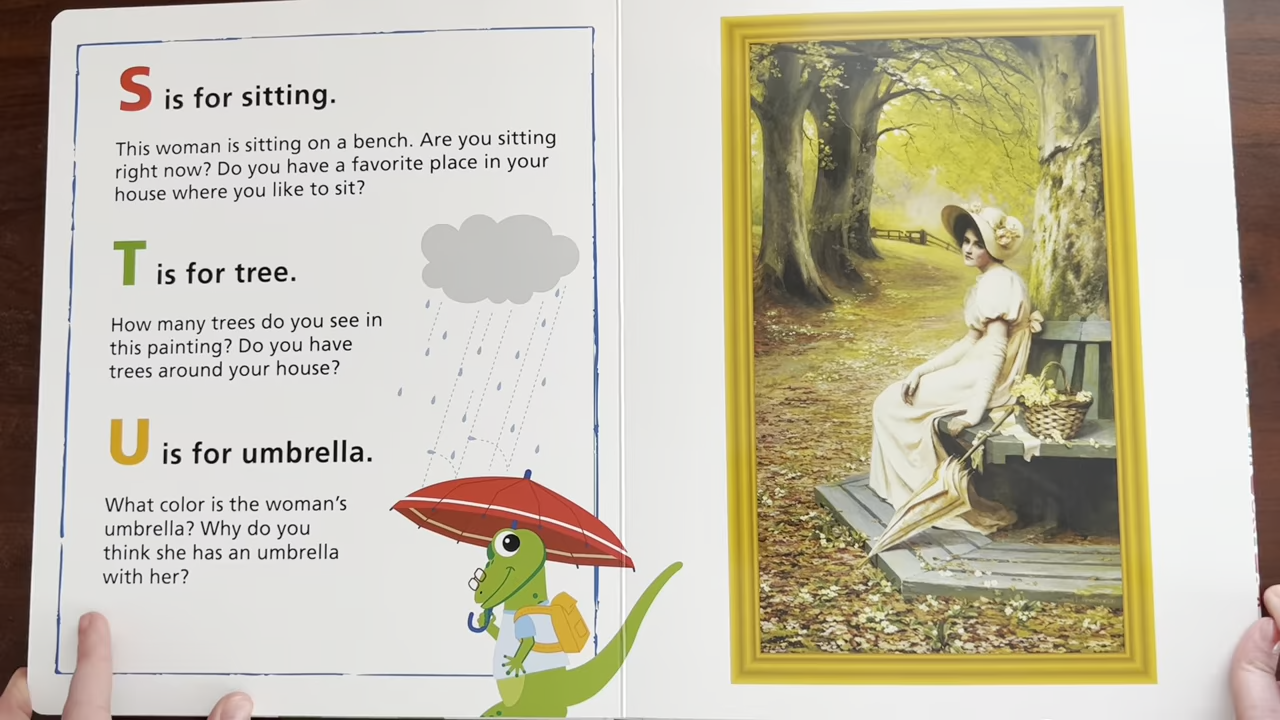 S is for sitting.
This woman is sitting on a bench. Are you sitting
right now? Do you have a favorite place in your
house where you like to sit?
T is for tree.
How many trees do you see in
this painting? Do you have
trees around your house?
U is for umbrella.
What color is the woman's
umbrella? Why do you
think she has an umbrella
with her?